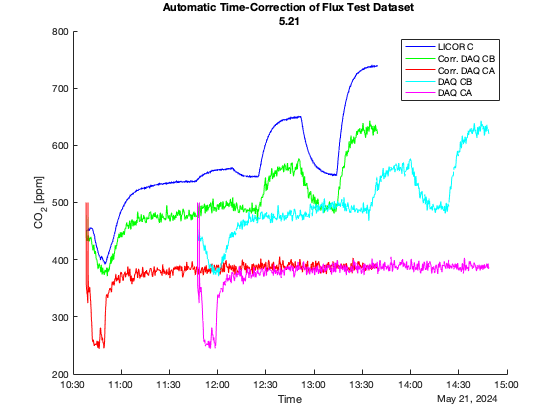 Automatic Time-Correction of Flux Test Dataset
5.21
800
700
600
500
400
300
200
CO2 [ppm]
LICOR C
Corr. DAQ CB
Corr. DAQ CA
DAQ CB
DAQ CA
10:30 11:00 11:30 12:00 12:30 13:00 13:30 14:00 14:30 15:00
Time
May 21, 2024